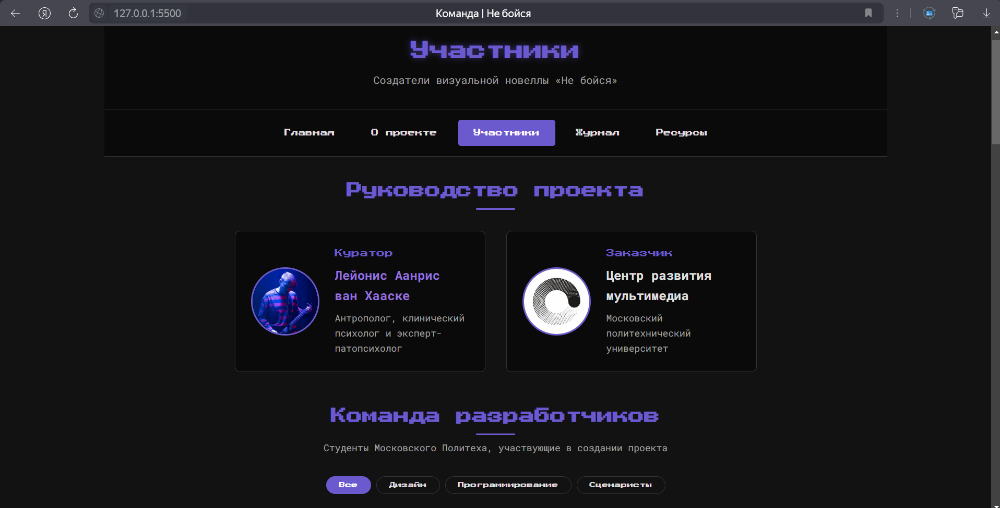 127.0.0.1:5500
Команда | Не бойся
Участники
Создатели визуальной новеллы «Не бойся»
Главная
О проекте
Участники
Журнал
Ресурсы
Руководство проекта
Куратор
Лейонис Аанрис
ван Хааске
Антрополог, клинический
психолог и эксперт-
патопсихолог
Заказчик
Центр развития
мультимедиа
Московский
политехнический
университет
Команда разработчиков
Студенты Московского Политеха, участвующие в создании проекта
Все
Дизайн
Программирование
Сценаристы